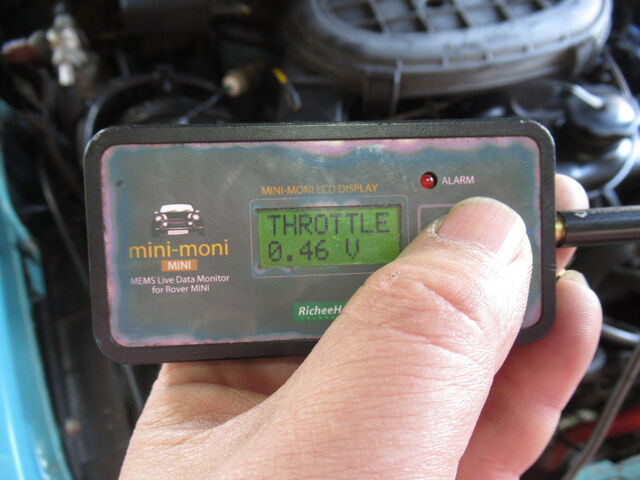 MINI-MONI LCD DISPLAY
ALARM
THROTTLE
0.46 V
mini-moni
MINI
MEMS Live Data Monitor
for Rover MINI